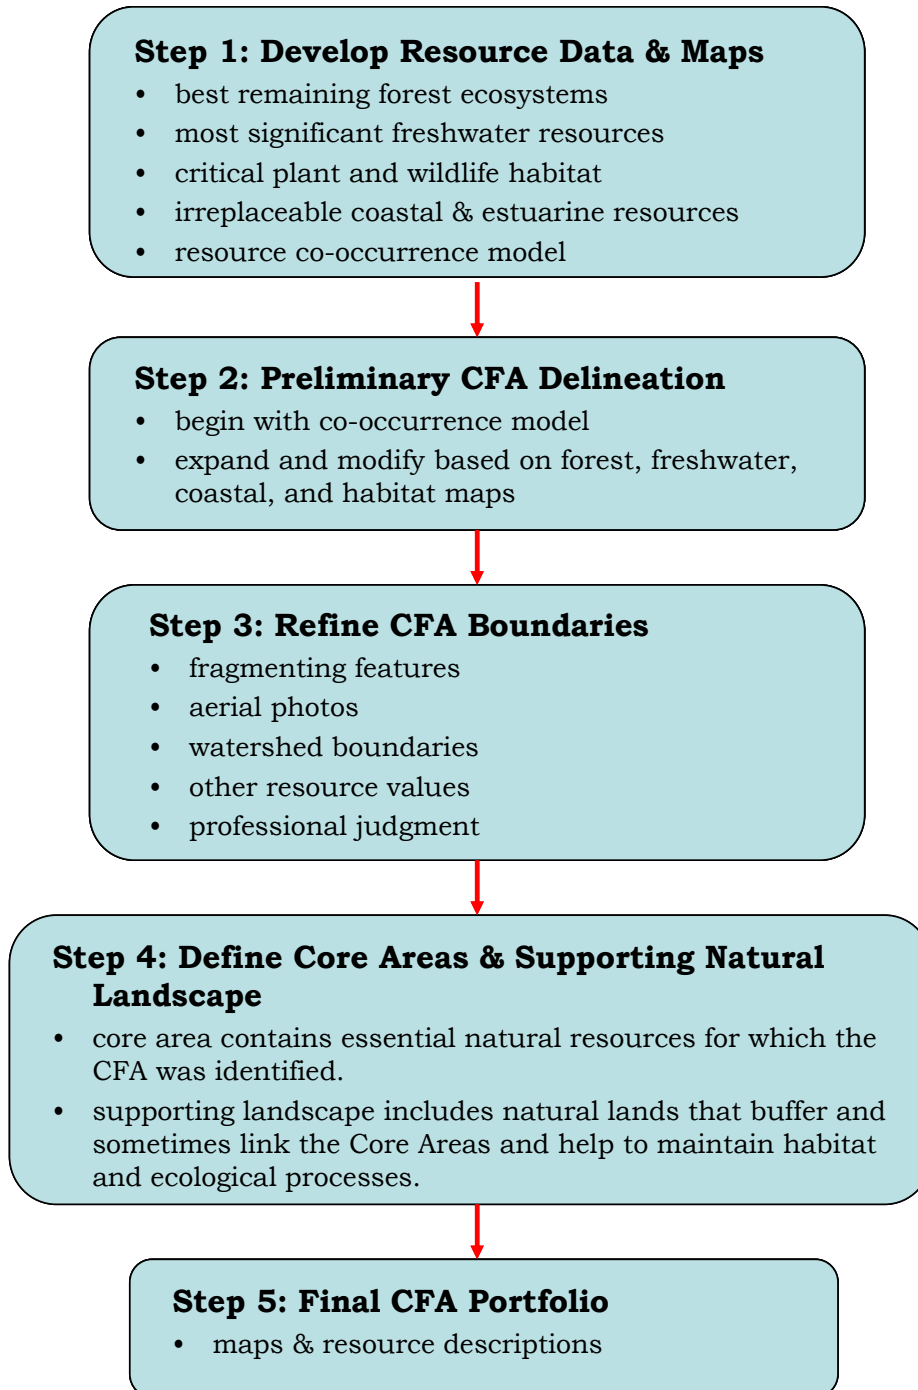 Step 1: Develop Resource Data & Maps
• best remaining forest ecosystems
• most significant freshwater resources
• critical plant and wildlife habitat
• irreplaceable coastal & estuarine resources
• resource co-occurrence model
Step 2: Preliminary CFA Delineation
• begin with co-occurrence model
• expand and modify based on forest, freshwater,
coastal, and habitat maps
Step 3: Refine CFA Boundaries
• fragmenting features
• aerial photos
• watershed boundaries
• other resource values
• professional judgment
Step 4: Define Core Areas & Supporting Natural
Landscape
• core area contains essential natural resources for which the
CFA was identified.
• supporting landscape includes natural lands that buffer and
sometimes link the Core Areas and help to maintain habitat
and ecological processes.
Step 5: Final CFA Portfolio
• maps & resource descriptions